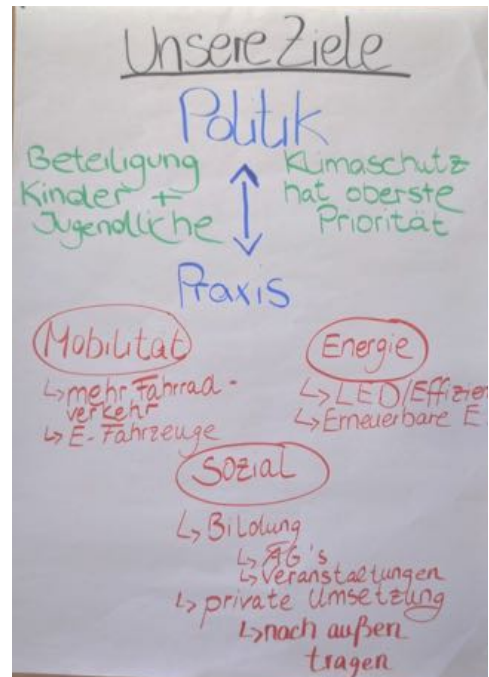 Unsere Ziele
Politik
Beteiligung
Kinder +
Jugendliche
Klimaschutz
hat oberste
Priorität
Praxis
Mobilität
↳ mehr Fahrrad-
verkehr
↳ E-Fahrzeuge
Energie
↳ LED/Effizien
↳ Erneuerbare E.
Sozial
↳ Bildung
↳ AG's
↳ Veranstaltungen
↳ private Umsetzung
↳ nach außen
tragen